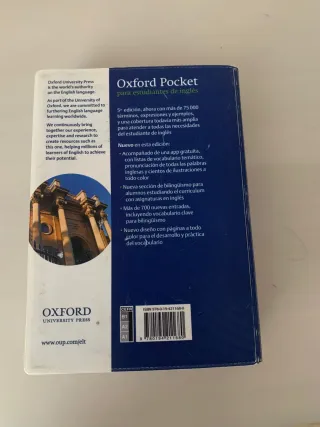 Oxford University Press
is the world's authority
on the English language.
As part of the University of
Oxford, we are committed to
furthering English language
learning worldwide.
We continuously bring
together our experience,
expertise and research to
create resources such as
this one, helping millions of
learners of English to achieve
their potential.
OXFORD
UNIVERSITY PRESS
www.oup.com/elt
Oxford Pocket
para estudiantes de inglés
5ª edición, ahora con más de 75 000
términos, expresiones y ejemplos,
y una cobertura todavía más amplia
para atender a todas las necesidades
del estudiante de inglés
Nuevo en esta edición:
· Acompañado de una app gratuita,
con listas de vocabulario temático,
pronunciación de todas las palabras
inglesas y cientos de ilustraciones a
todo color
· Nueva sección de bilingüismo para
alumnos estudiando el currículum
con asignaturas en inglés
· Más de 700 nuevas entradas,
incluyendo vocabulario clave
para bilingüismo
· Nuevo diseño con páginas a todo
color para el desarrollo y práctica
del vocabulario